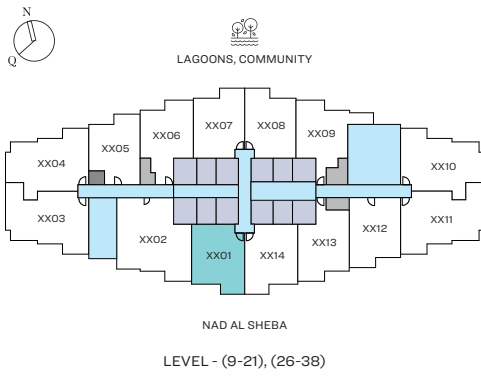 N
Q
LAGOONS, COMMUNITY
XX04
XX05
XX06
XX07
XX08
XX09
XX10
XX03
XX02
XX01
XX14
XX13
XX12
XX11
NAD AL SHEBA
LEVEL - (9-21), (26-38)